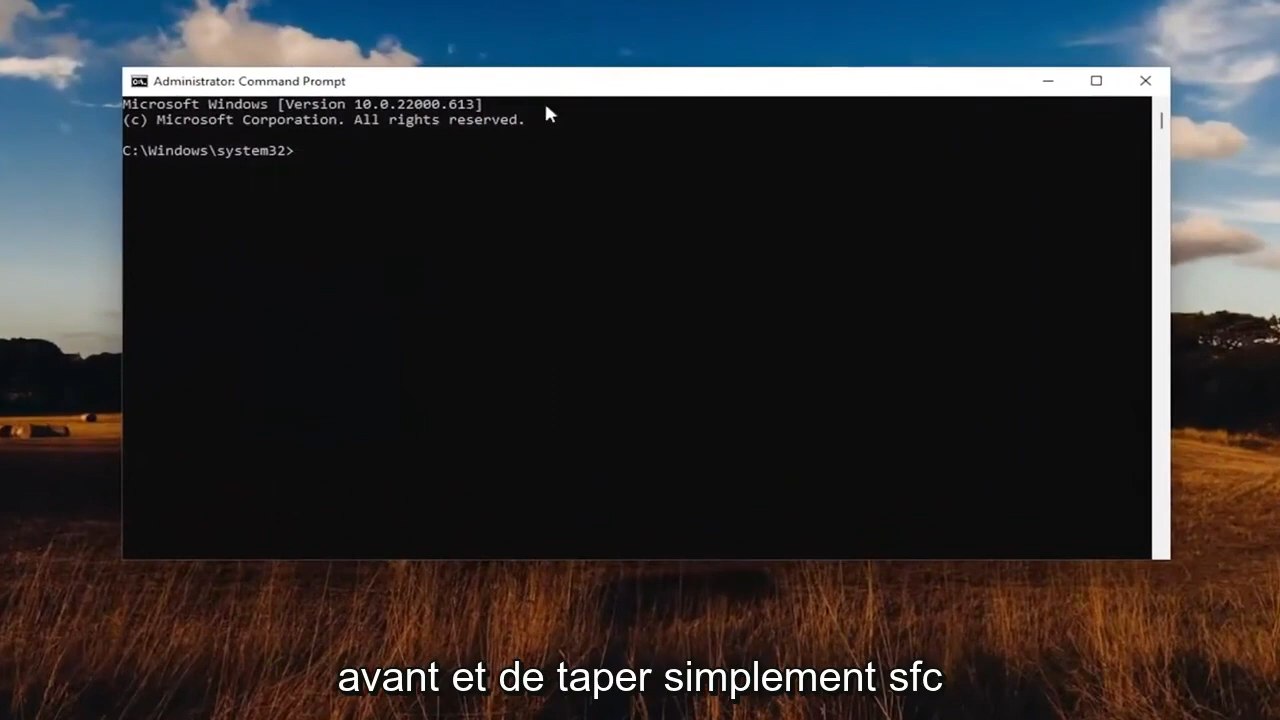 Administrator: Command Prompt
Microsoft Windows [Version 10.0.22000.613]
(c) Microsoft Corporation. All rights reserved.
C:\Windows\system32>
avant et de taper simplement sfc